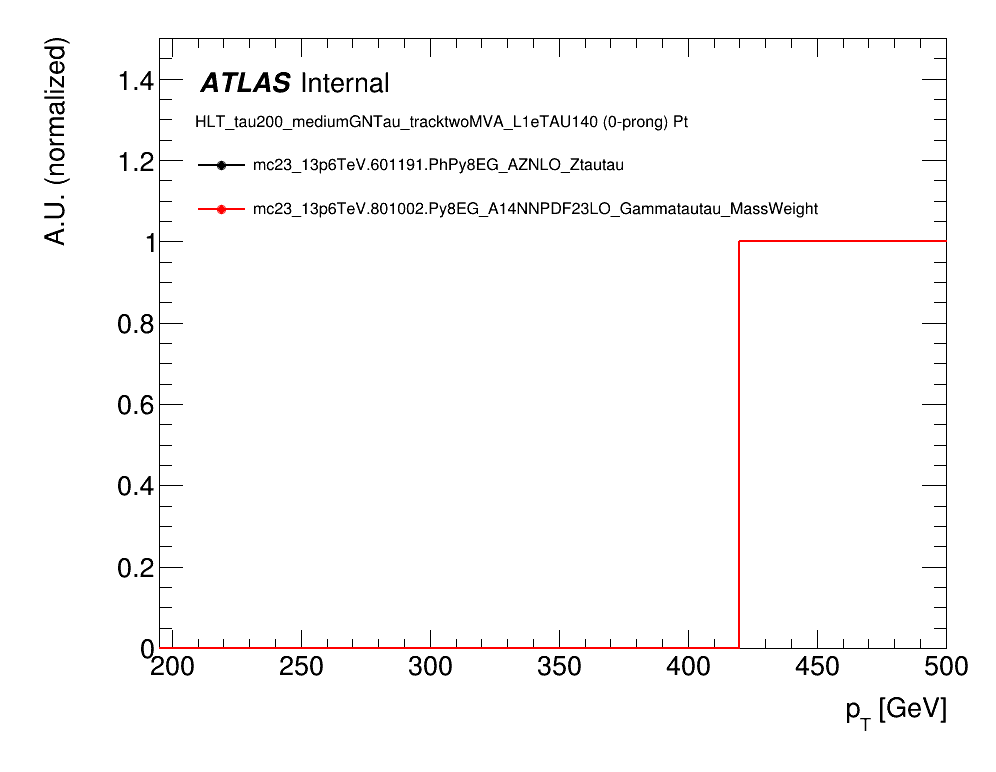 A.U. (normalized)
ATLAS Internal
HLT_tau200_mediumGNTau_tracktwoMVA_L1eTAU140 (0-prong) Pt
mc23_13p6TeV.601191.PhPy8EG_AZNLO_Ztautau
mc23_13p6TeV.801002.Py8EG_A14NNPDF23LO_Gammatautau_MassWeight
1.4
1.2
1
0.8
0.6
0.4
0.2
0
200 250 300 350 400 450 500
p_T [GeV]